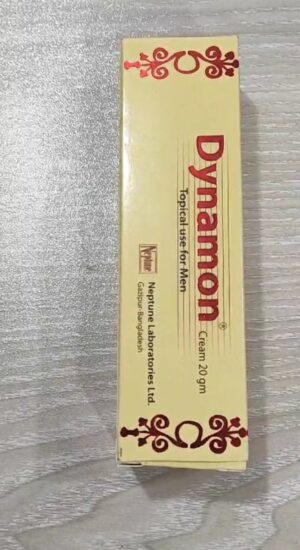 Dynamon® Cream 20 gm
Topical use for Men
Neptune
Neptune Laboratories Ltd.
Gazipur-Bangladesh